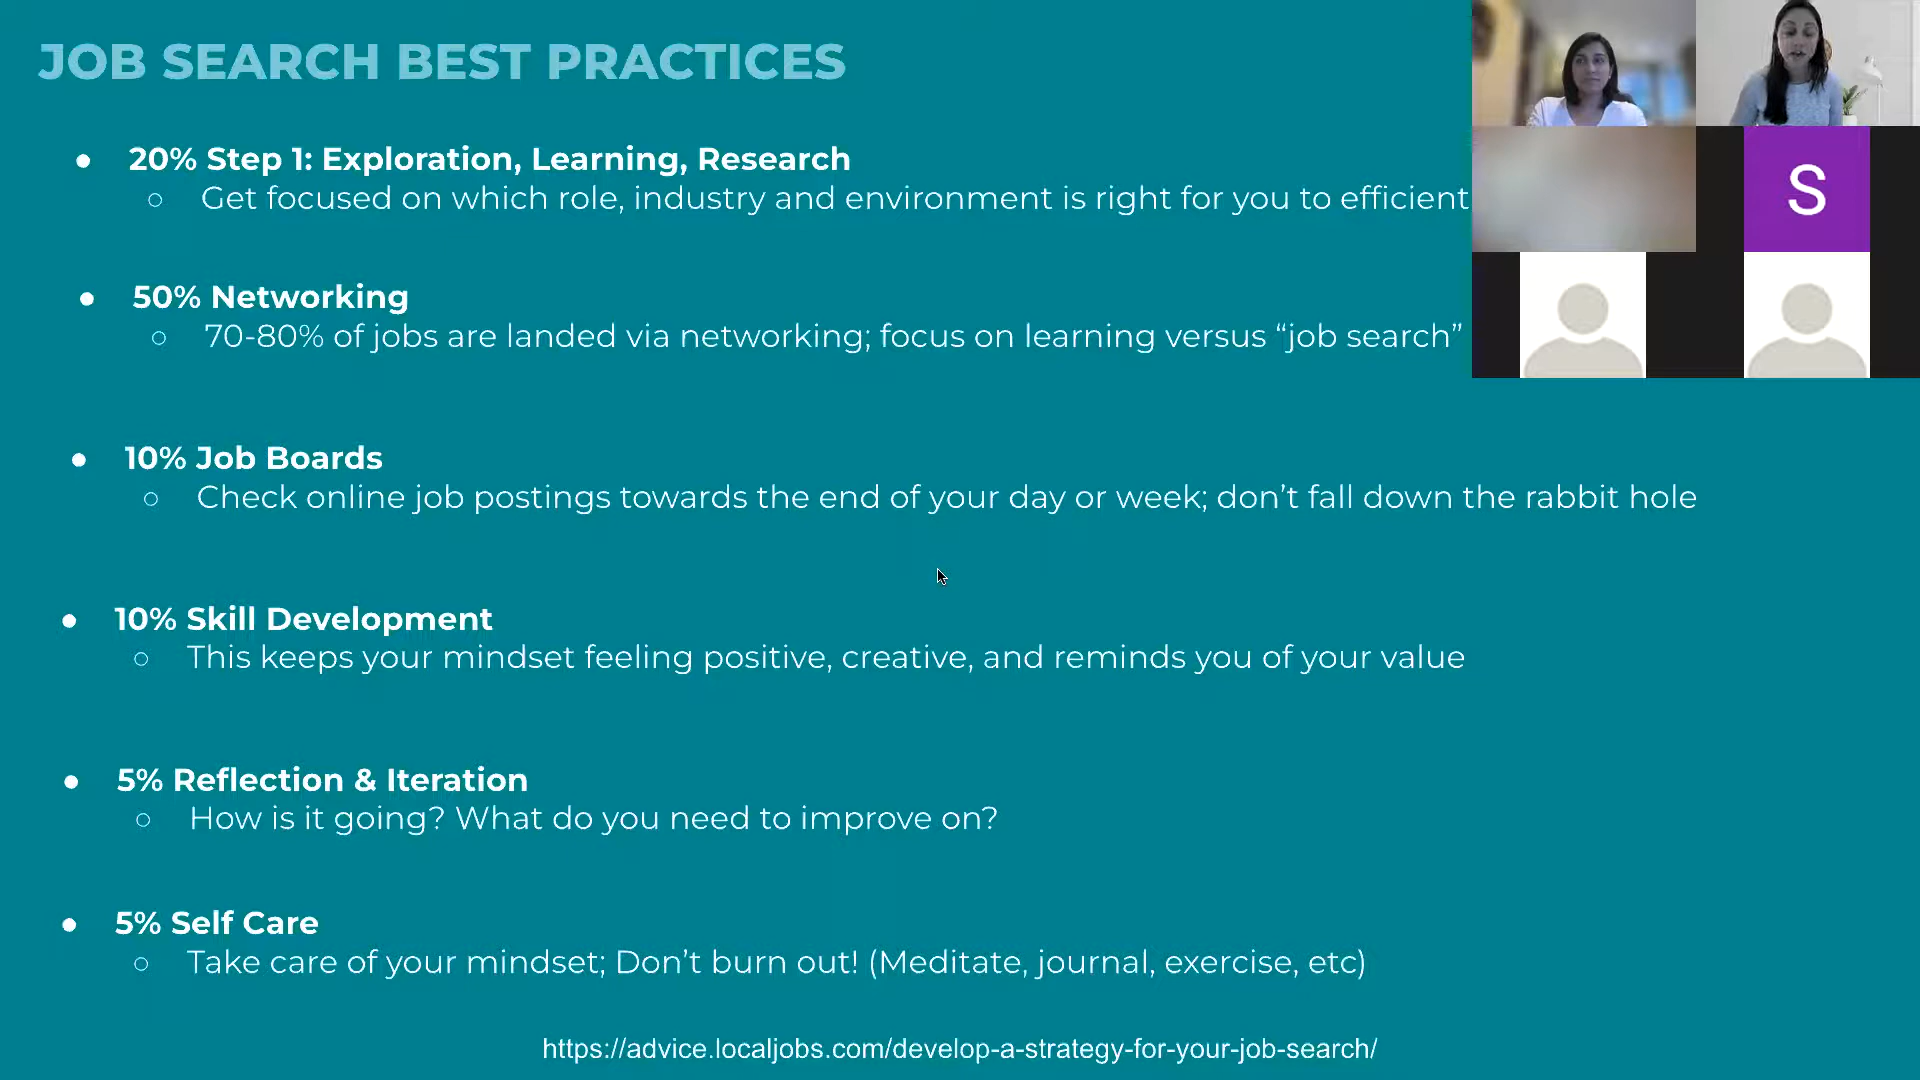 JOB SEARCH BEST PRACTICES
● 20% Step 1: Exploration, Learning, Research
○ Get focused on which role, industry and environment is right for you to efficient
● 50% Networking
○ 70-80% of jobs are landed via networking; focus on learning versus “job search”
● 10% Job Boards
○ Check online job postings towards the end of your day or week; don’t fall down the rabbit hole
● 10% Skill Development
○ This keeps your mindset feeling positive, creative, and reminds you of your value
● 5% Reflection & Iteration
○ How is it going? What do you need to improve on?
● 5% Self Care
○ Take care of your mindset; Don’t burn out! (Meditate, journal, exercise, etc)
https://advice.localjobs.com/develop-a-strategy-for-your-job-search/
S